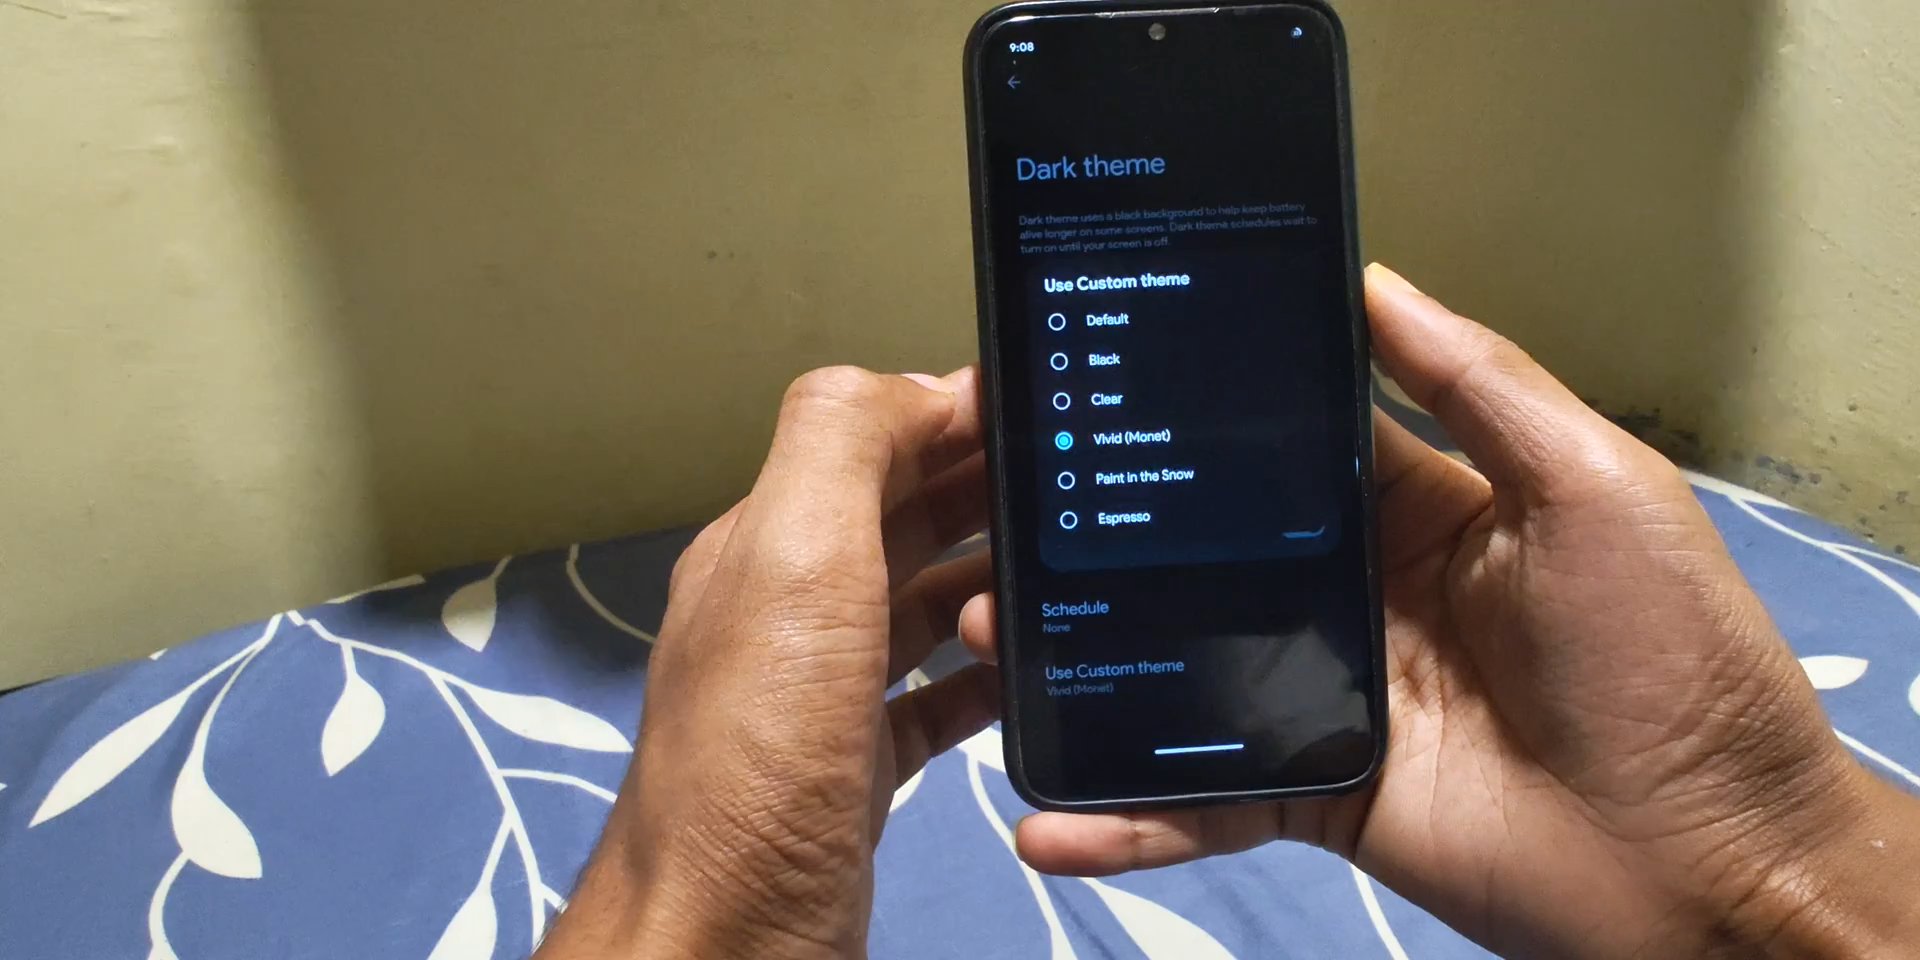 9:08
Dark theme
Dark theme uses a black background to help keep battery
alive longer on some screens. Dark theme schedules wait to
turn on until your screen is off.
Use Custom theme
Default
Black
Clear
Vivid (Monet)
Paint in the Snow
Espresso
Schedule
None
Use Custom theme
Vivid (Monet)